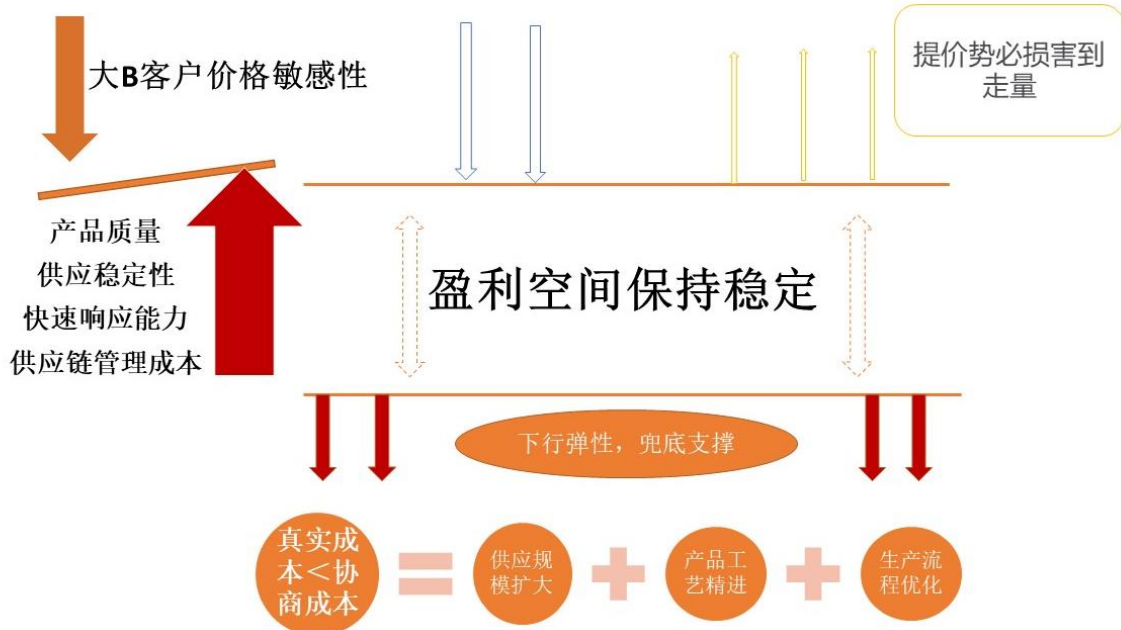 大B客户价格敏感性
提价势必损害到
走量
产品质量
供应稳定性
快速响应能力
供应链管理成本
盈利空间保持稳定
下行弹性，兜底支撑
真实成
本＜协
商成本
供应规
模扩大
产品工
艺精进
生产流
程优化